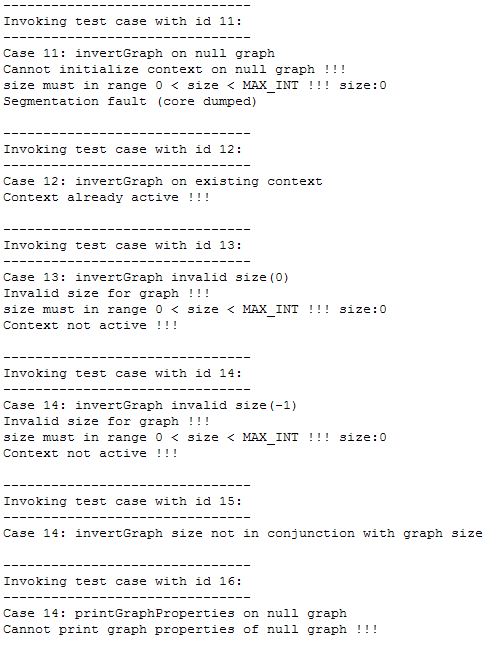 -------------------------------
Invoking test case with id 11:
-------------------------------
Case 11: invertGraph on null graph
Cannot initialize context on null graph !!!
size must in range 0 < size < MAX_INT !!! size:0
Segmentation fault (core dumped)
-------------------------------
Invoking test case with id 12:
-------------------------------
Case 12: invertGraph on existing context
Context already active !!!
-------------------------------
Invoking test case with id 13:
-------------------------------
Case 13: invertGraph invalid size(0)
Invalid size for graph !!!
size must in range 0 < size < MAX_INT !!! size:0
Context not active !!!
-------------------------------
Invoking test case with id 14:
-------------------------------
Case 14: invertGraph invalid size(-1)
Invalid size for graph !!!
size must in range 0 < size < MAX_INT !!! size:0
Context not active !!!
-------------------------------
Invoking test case with id 15:
-------------------------------
Case 14: invertGraph size not in conjunction with graph size
-------------------------------
Invoking test case with id 16:
-------------------------------
Case 14: printGraphProperties on null graph
Cannot print graph properties of null graph !!!